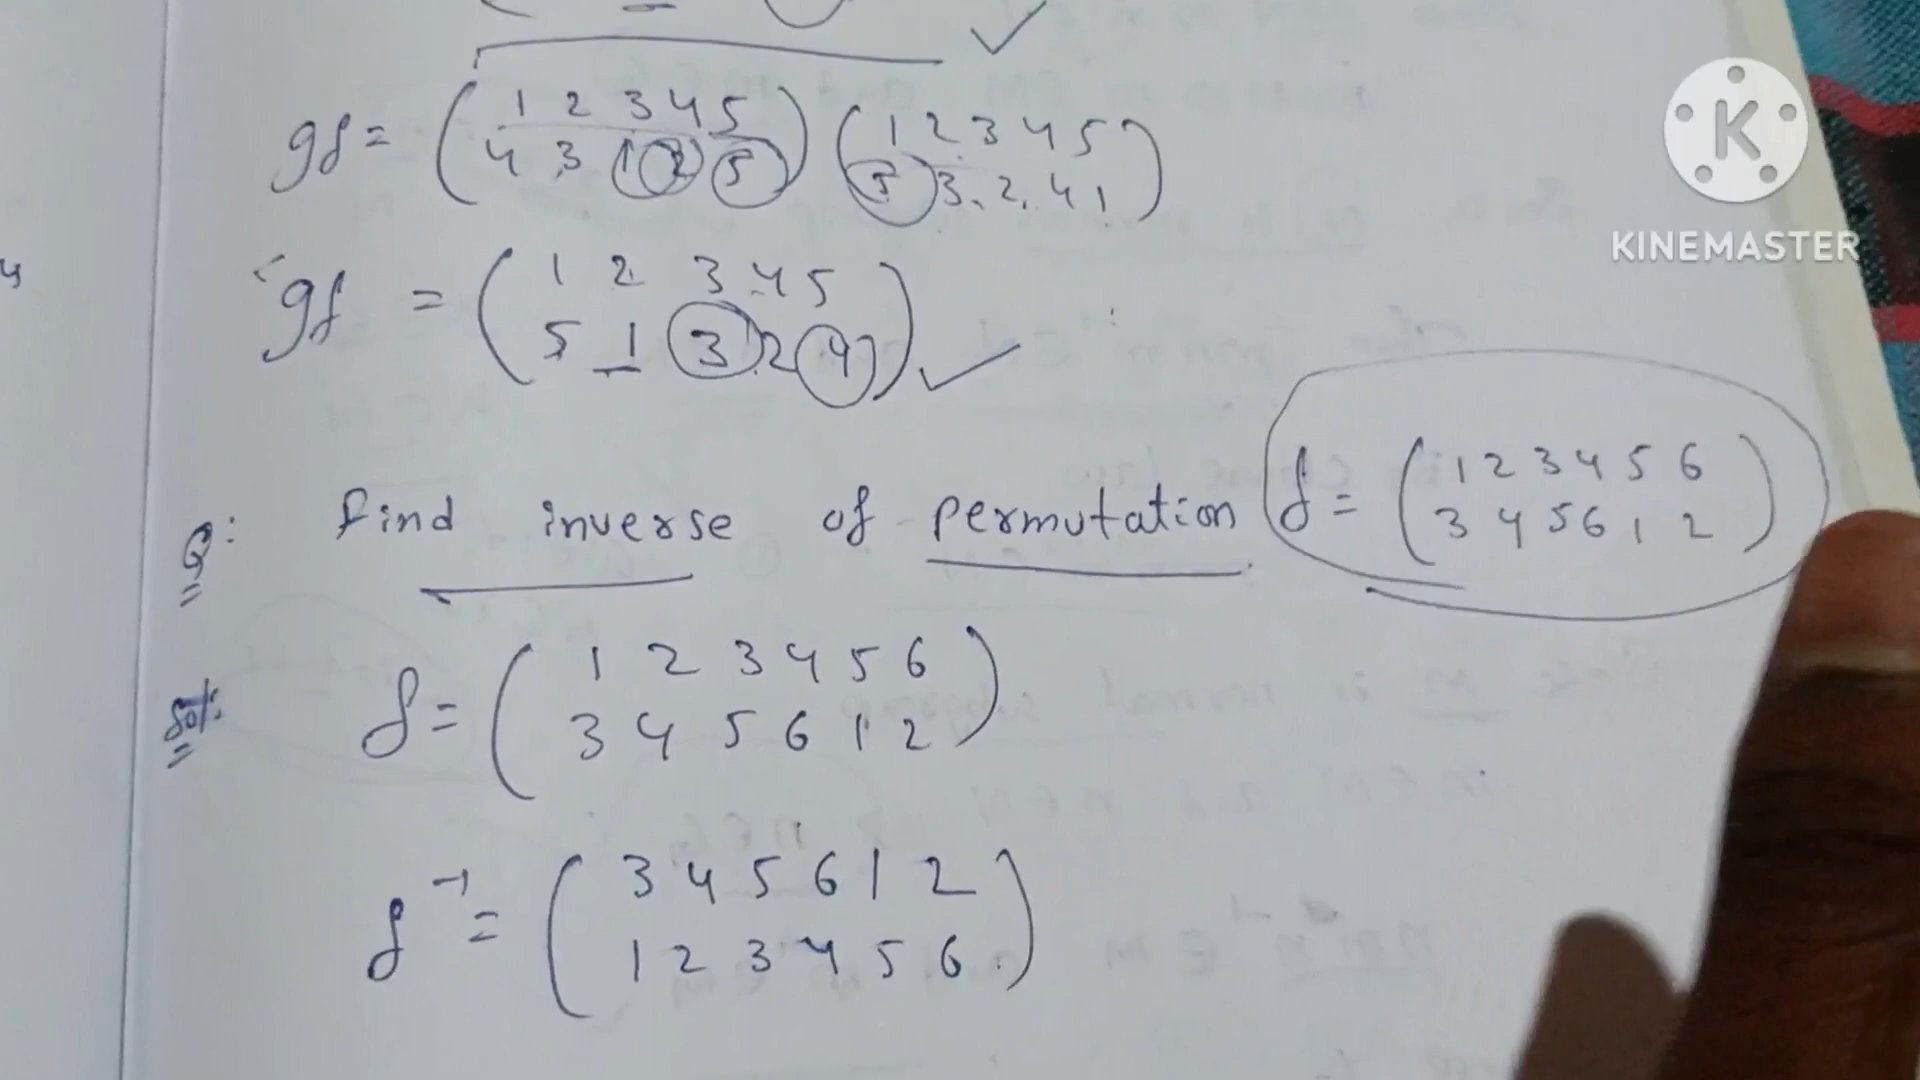 gf = ( 1 2 3 4 5 ) ( 1 2 3 4 5 )
4 3 1 2 5 5 3 2 4 1
K
KINEMASTER
gf = ( 1 2 3 4 5 )
5 1 3 2 4
y
Q: Find inverse of permutation f = ( 1 2 3 4 5 6 )
3 4 5 6 1 2
Sol: f = ( 1 2 3 4 5 6 )
3 4 5 6 1 2
f⁻¹ = ( 3 4 5 6 1 2 )
1 2 3 4 5 6